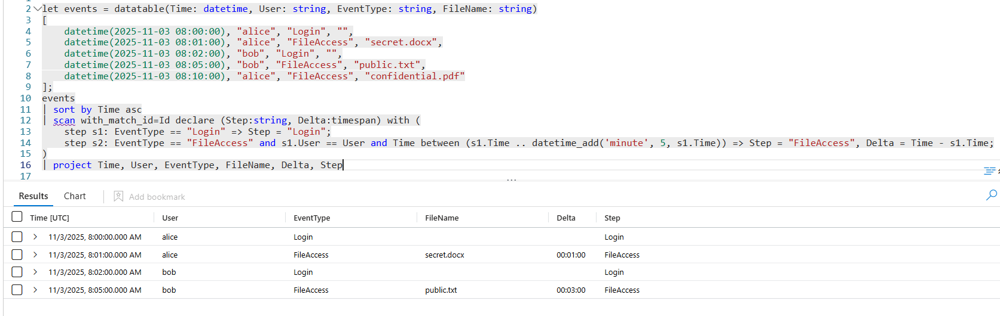 2 let events = datatable(Time: datetime, User: string, EventType: string, FileName: string)
3 [
4     datetime(2025-11-03 08:00:00), "alice", "Login", "",
5     datetime(2025-11-03 08:01:00), "alice", "FileAccess", "secret.docx",
6     datetime(2025-11-03 08:02:00), "bob", "Login", "",
7     datetime(2025-11-03 08:05:00), "bob", "FileAccess", "public.txt",
8     datetime(2025-11-03 08:10:00), "alice", "FileAccess", "confidential.pdf"
9 ];
10 events
11 | sort by Time asc
12 | scan with_match_id=Id declare (Step:string, Delta:timespan) with (
13     step s1: EventType == "Login" => Step = "Login";
14     step s2: EventType == "FileAccess" and s1.User == User and Time between (s1.Time .. datetime_add('minute', 5, s1.Time)) => Step = "FileAccess", Delta = Time - s1.Time;
15 )
16 | project Time, User, EventType, FileName, Delta, Step
17
Results Chart Add bookmark
Time [UTC] User EventType FileName Delta Step
11/3/2025, 8:00:00.000 AM alice Login Login
11/3/2025, 8:01:00.000 AM alice FileAccess secret.docx 00:01:00 FileAccess
11/3/2025, 8:02:00.000 AM bob Login Login
11/3/2025, 8:05:00.000 AM bob FileAccess public.txt 00:03:00 FileAccess